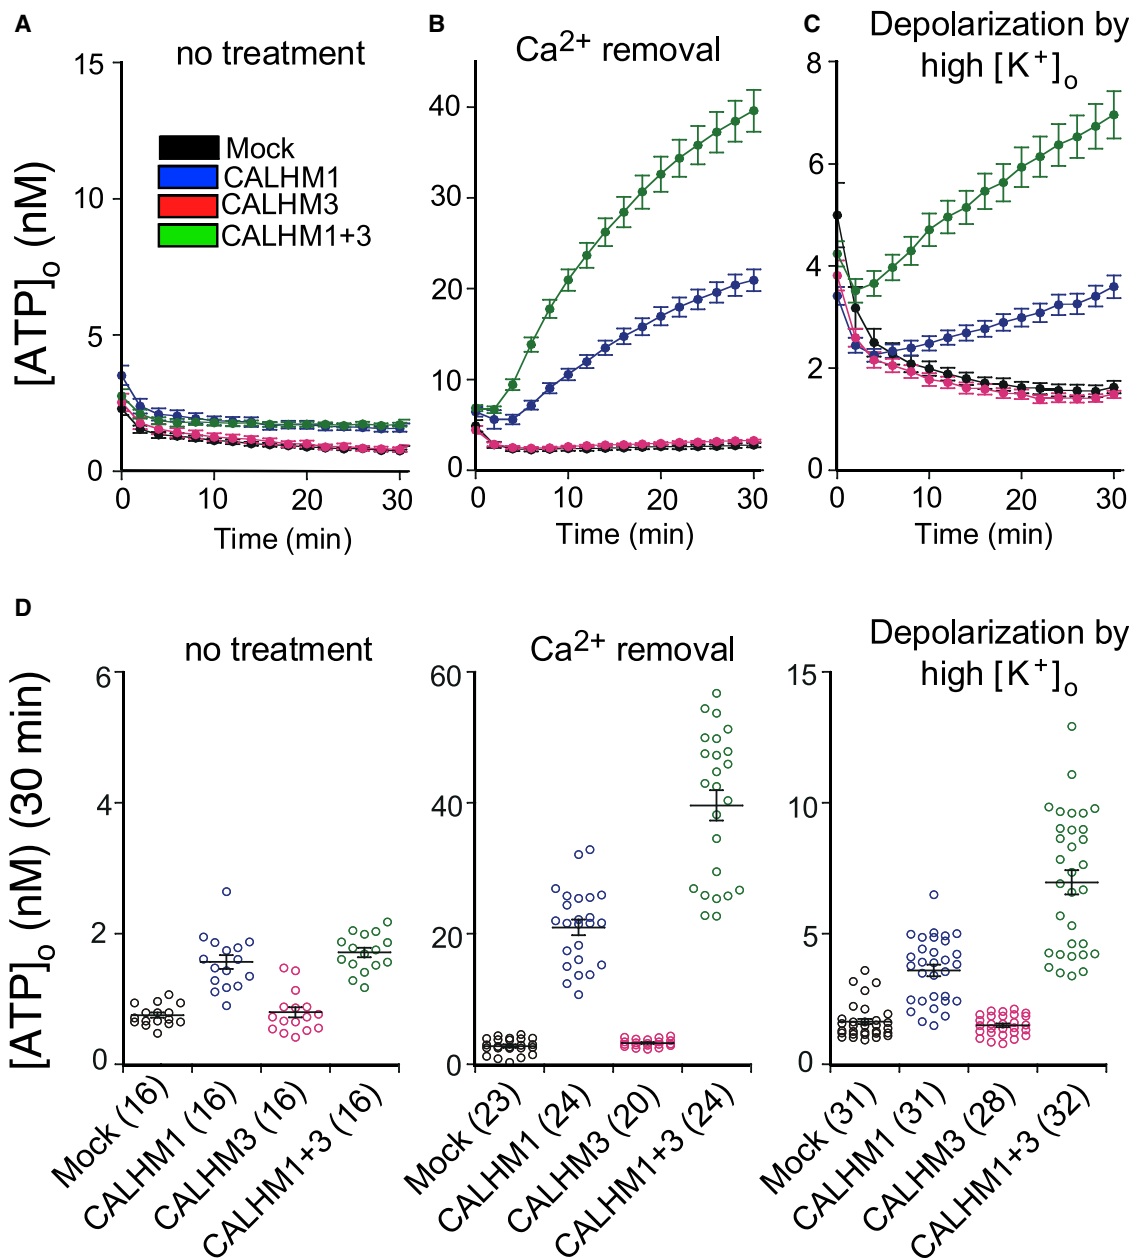 A
no treatment
15
10
5
0
[ATP]o (nM)
Mock
CALHM1
CALHM3
CALHM1+3
0
10
20
30
Time (min)
B
Ca2+ removal
40
30
20
10
0
0
10
20
30
Time (min)
C
Depolarization by
high [K+]o
8
6
4
2
0
0
10
20
30
Time (min)
D
[ATP]o (nM) (30 min)
no treatment
6
4
2
0
Mock (16)
CALHM1 (16)
CALHM3 (16)
CALHM1+3 (16)
Ca2+ removal
60
40
20
0
Mock (23)
CALHM1 (24)
CALHM3 (20)
CALHM1+3 (24)
Depolarization by
high [K+]o
15
10
5
0
Mock (31)
CALHM1 (31)
CALHM3 (28)
CALHM1+3 (32)